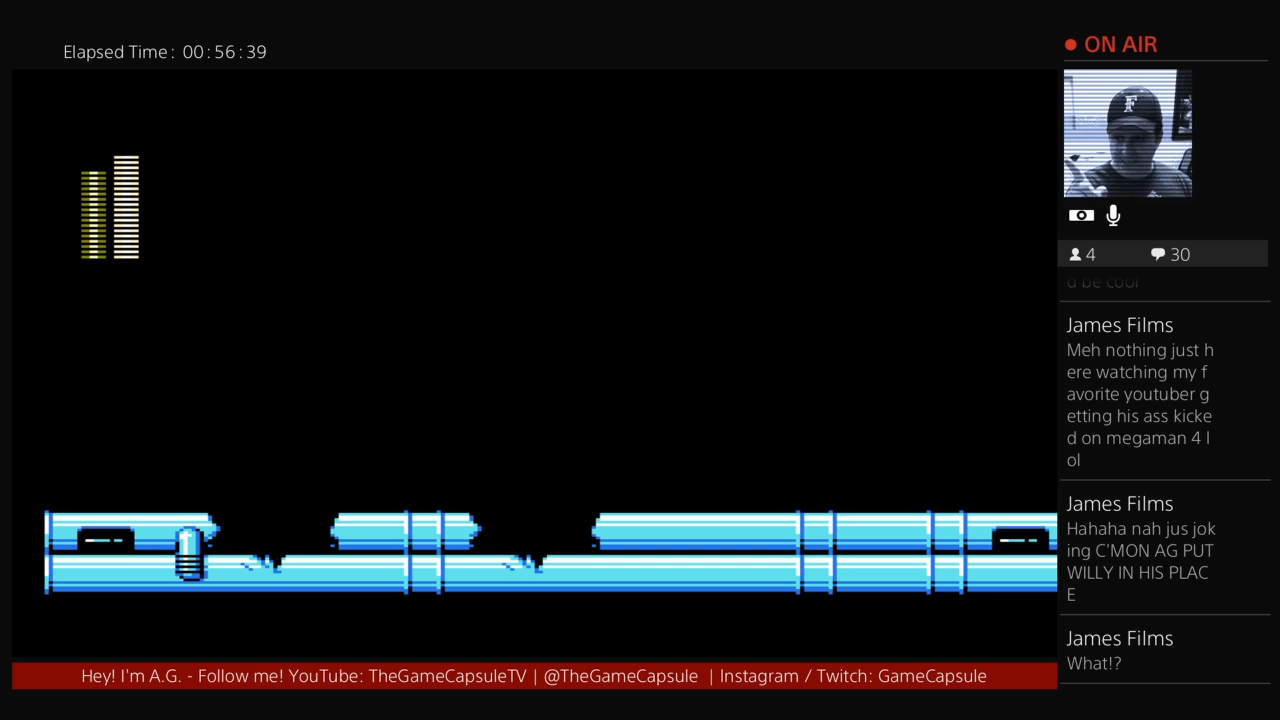 Elapsed Time: 00:56:39
ON AIR
F
4 30
d be cool
James Films
Meh nothing just h
ere watching my f
avorite youtuber g
etting his ass kicke
d on megaman 4 l
ol
James Films
Hahaha nah jus jok
ing C'MON AG PUT
WILLY IN HIS PLAC
E
James Films
What!?
Hey! I'm A.G. - Follow me! YouTube: TheGameCapsuleTV | @TheGameCapsule | Instagram / Twitch: GameCapsule